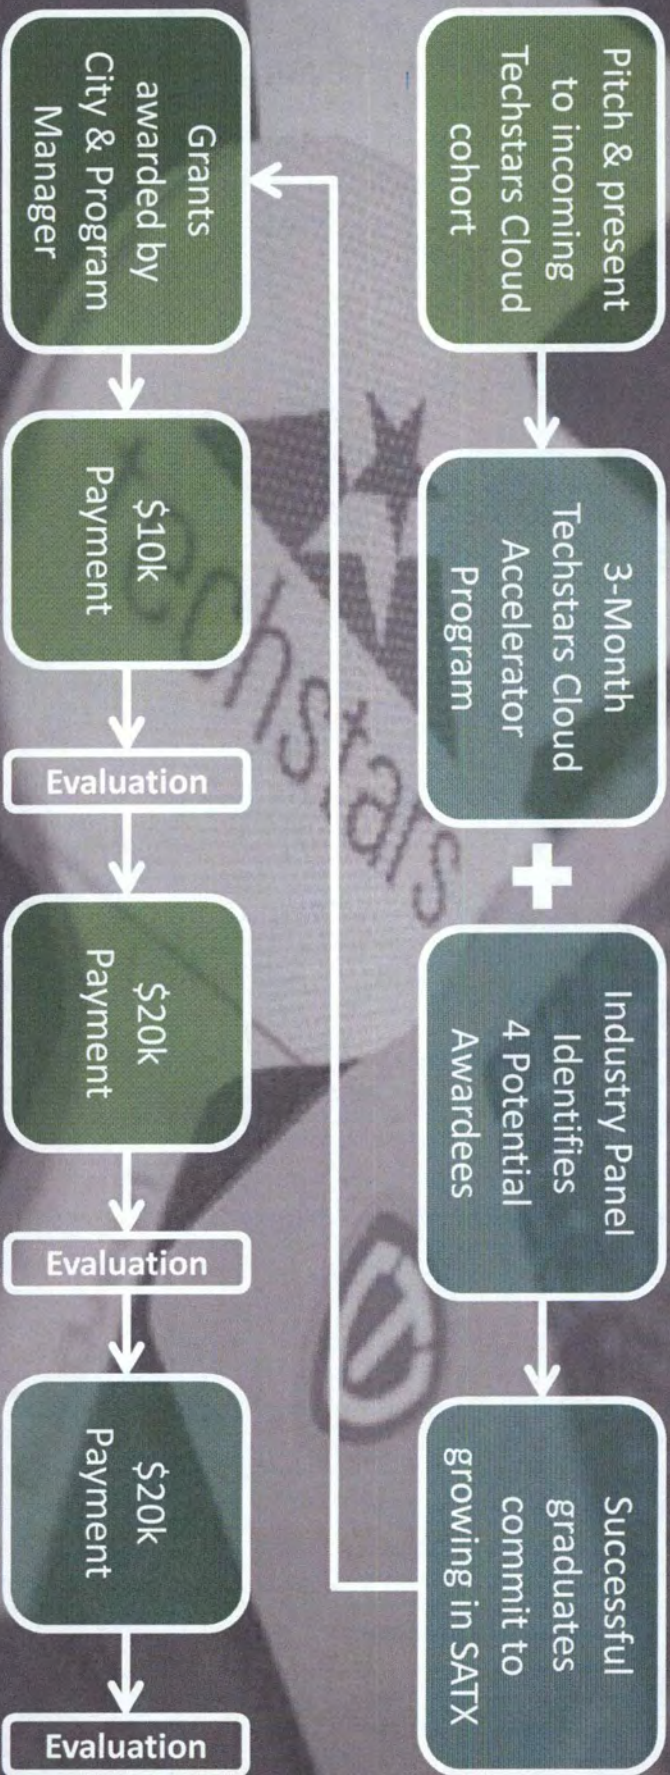 Pitch & present
to incoming
Techstars Cloud
cohort
3-Month
Techstars Cloud
Accelerator
Program
+
Industry Panel
Identifies
4 Potential
Awardees
Successful
graduates
commit to
growing in SATX
Grants
awarded by
City & Program
Manager
$10k
Payment
Evaluation
$20k
Payment
Evaluation
$20k
Payment
Evaluation
techstars